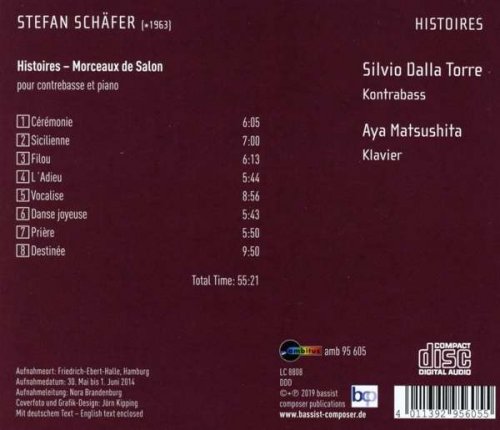 STEFAN SCHÄFER (*1963)
HISTOIRES
Histoires – Morceaux de Salon
pour contrebasse et piano
Silvio Dalla Torre
Kontrabass
Aya Matsushita
Klavier
1 Cérémonie 6:05
2 Sicilienne 7:00
3 Filou 6:13
4 L´Adieu 5:44
5 Vocalise 8:56
6 Danse joyeuse 5:43
7 Prière 5:50
8 Destinée 9:50
Total Time: 55:21
Aufnahmeort: Friedrich-Ebert-Halle, Hamburg
Aufnahmedatum: 30. Mai bis 1. Juni 2014
Aufnahmeleitung: Nora Brandenburg
Coverfoto und Grafik-Design: Jörn Kipping
Mit deutschem Text – English text enclosed
ambitus amb 95 605
LC 8808
DDD
©+℗ 2019 bassist
composer publications
www.bassist-composer.de
bcp
COMPACT
disc
DIGITAL AUDIO
4 011392 956055